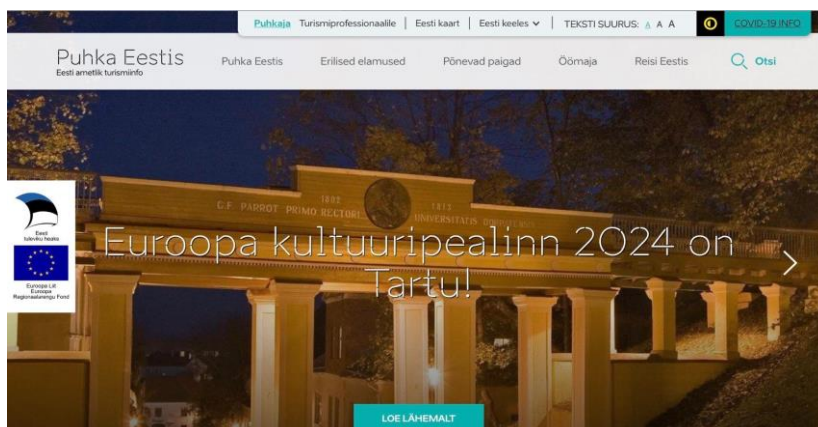 Puhkaja Turismiprofessionaalile | Eesti kaart | Eesti keeles | TEKSTI SUURUS: A A A COVID-19 INFO
Puhka Eestis
Eesti ametlik turismiinfo
Puhka Eestis Erilised elamused Põnevad paigad Öömaja Reisi Eestis Otsi
G.F. PARROT PRIMO RECTORI
1802
1813
UNIVERSITATIS
Eesti
tuleviku heaks
Euroopa Liit
Euroopa
Regionaalarengu Fond
Euroopa kultuuripealinn 2024 on
Tartu!
LOE LÄHEMALT